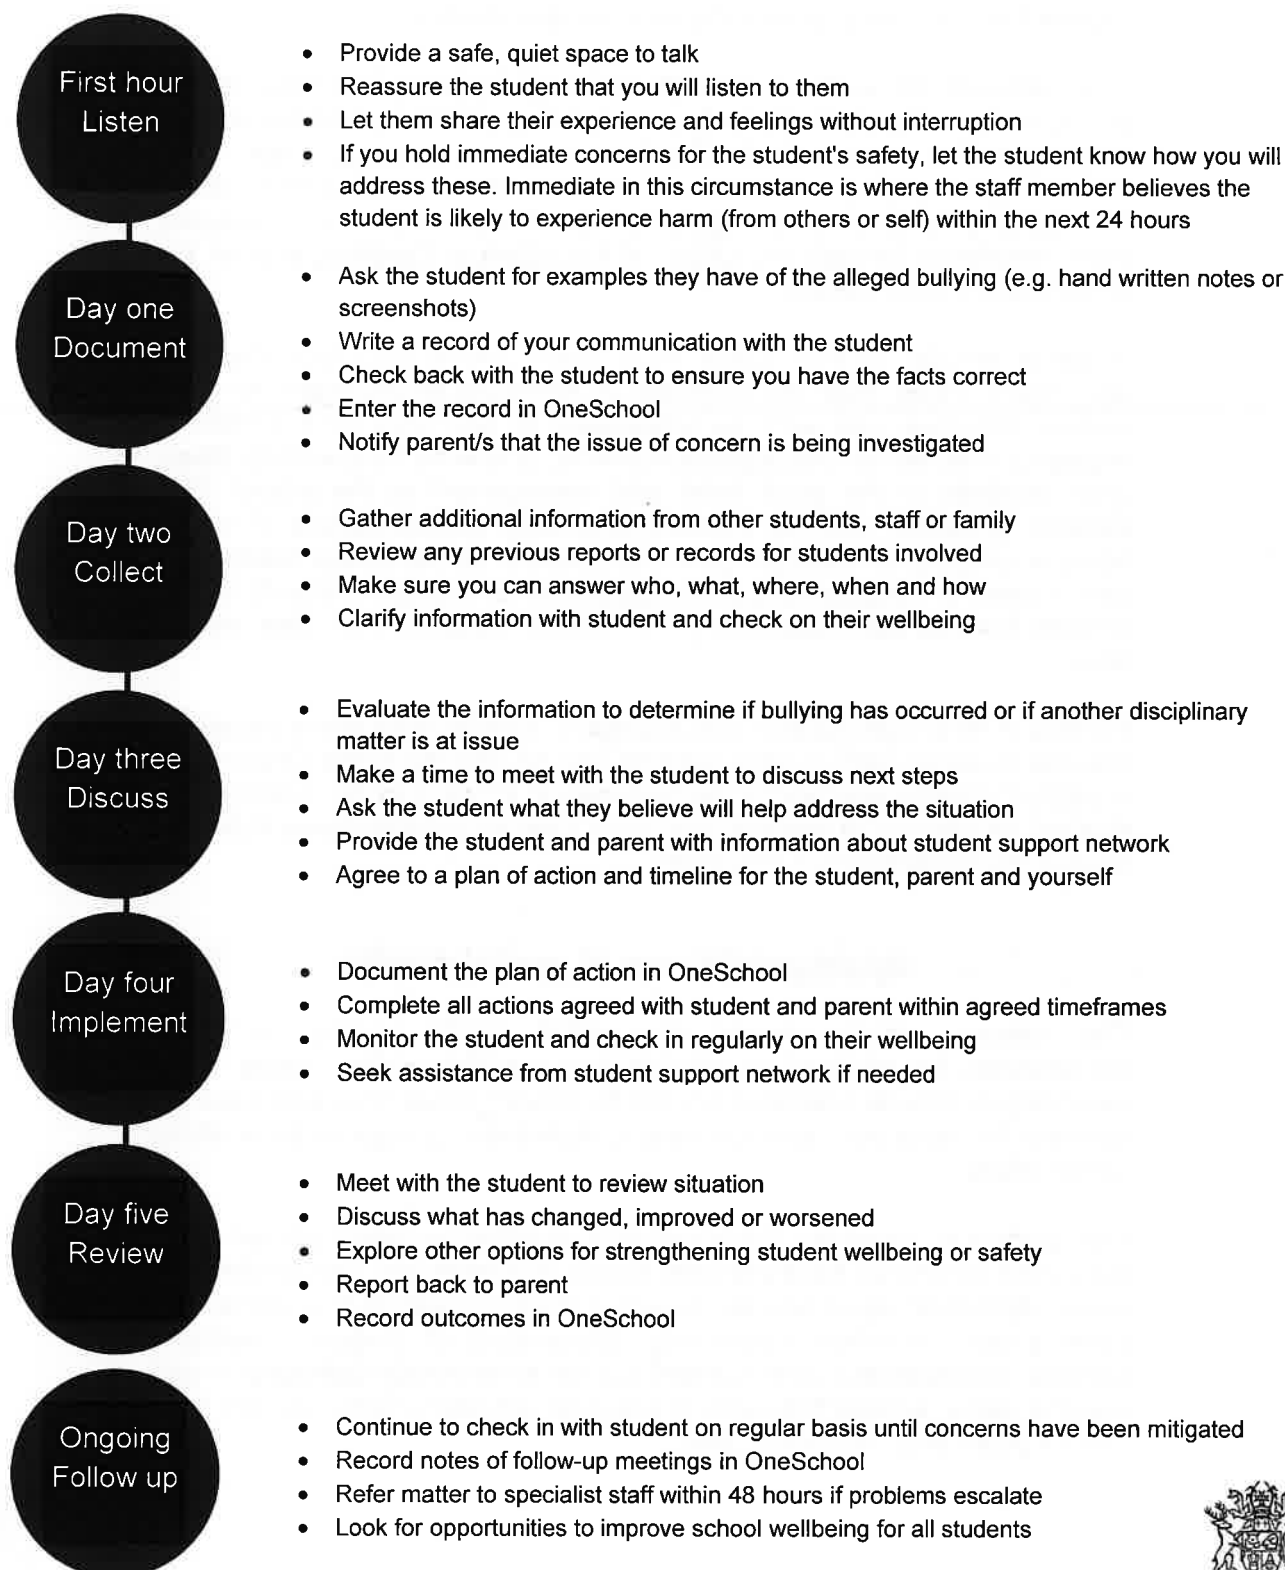 First hour
Listen
• Provide a safe, quiet space to talk
• Reassure the student that you will listen to them
• Let them share their experience and feelings without interruption
• If you hold immediate concerns for the student's safety, let the student know how you will
address these. Immediate in this circumstance is where the staff member believes the
student is likely to experience harm (from others or self) within the next 24 hours
Day one
Document
• Ask the student for examples they have of the alleged bullying (e.g. hand written notes or
screenshots)
• Write a record of your communication with the student
• Check back with the student to ensure you have the facts correct
• Enter the record in OneSchool
• Notify parent/s that the issue of concern is being investigated
Day two
Collect
• Gather additional information from other students, staff or family
• Review any previous reports or records for students involved
• Make sure you can answer who, what, where, when and how
• Clarify information with student and check on their wellbeing
Day three
Discuss
• Evaluate the information to determine if bullying has occurred or if another disciplinary
matter is at issue
• Make a time to meet with the student to discuss next steps
• Ask the student what they believe will help address the situation
• Provide the student and parent with information about student support network
• Agree to a plan of action and timeline for the student, parent and yourself
Day four
Implement
• Document the plan of action in OneSchool
• Complete all actions agreed with student and parent within agreed timeframes
• Monitor the student and check in regularly on their wellbeing
• Seek assistance from student support network if needed
Day five
Review
• Meet with the student to review situation
• Discuss what has changed, improved or worsened
• Explore other options for strengthening student wellbeing or safety
• Report back to parent
• Record outcomes in OneSchool
Ongoing
Follow up
• Continue to check in with student on regular basis until concerns have been mitigated
• Record notes of follow-up meetings in OneSchool
• Refer matter to specialist staff within 48 hours if problems escalate
• Look for opportunities to improve school wellbeing for all students